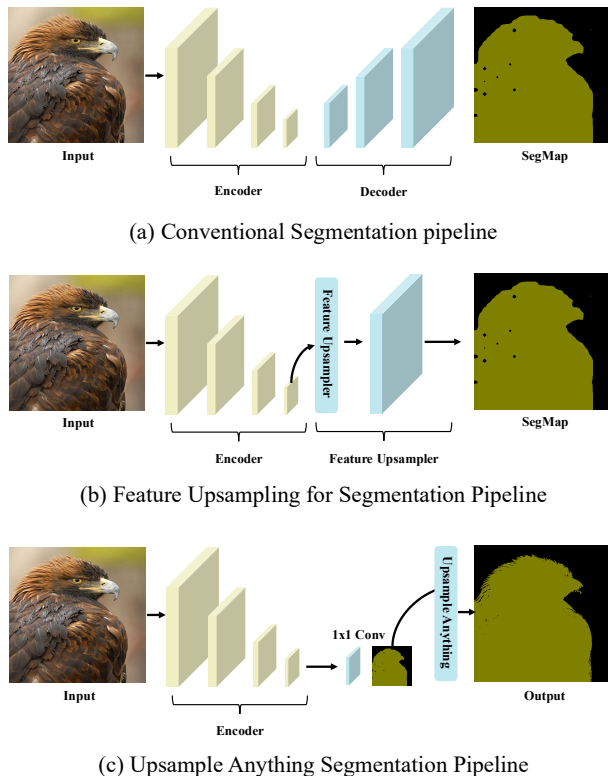 Input
Encoder
Decoder
SegMap
(a) Conventional Segmentation pipeline
Feature Upsampler
Input
Encoder
Feature Upsampler
SegMap
(b) Feature Upsampling for Segmentation Pipeline
1x1 Conv
Upsample Anything
Input
Encoder
Output
(c) Upsample Anything Segmentation Pipeline